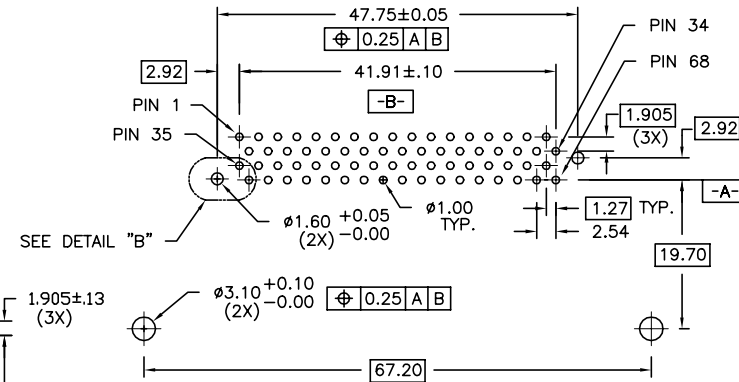 47.75±0.05
⌖ 0.25 A B
PIN 34
2.92
41.91±.10
PIN 68
-B-
PIN 1
1.905
(3X)
PIN 35
2.92
-A-
ø1.60 +0.05
(2X) -0.00
ø1.00
TYP.
1.27 TYP.
2.54
SEE DETAIL "B"
19.70
1.905±.13
(3X)
ø3.10 +0.10
(2X) -0.00
⌖ 0.25 A B
67.20